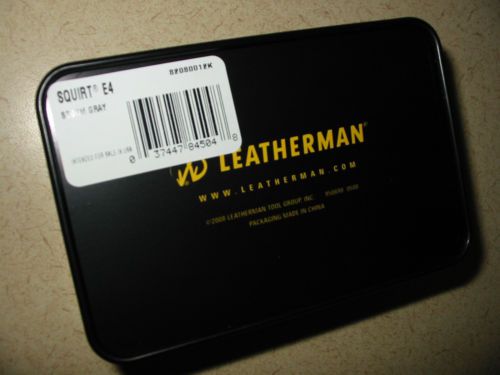 82080012K
SQUIRT® E4
STORM GRAY
INTENDED FOR SALE IN USA
0 37447 84504 8
LEATHERMAN®
WWW.LEATHERMAN.COM
©2008 LEATHERMAN TOOL GROUP, INC.
PACKAGING MADE IN CHINA